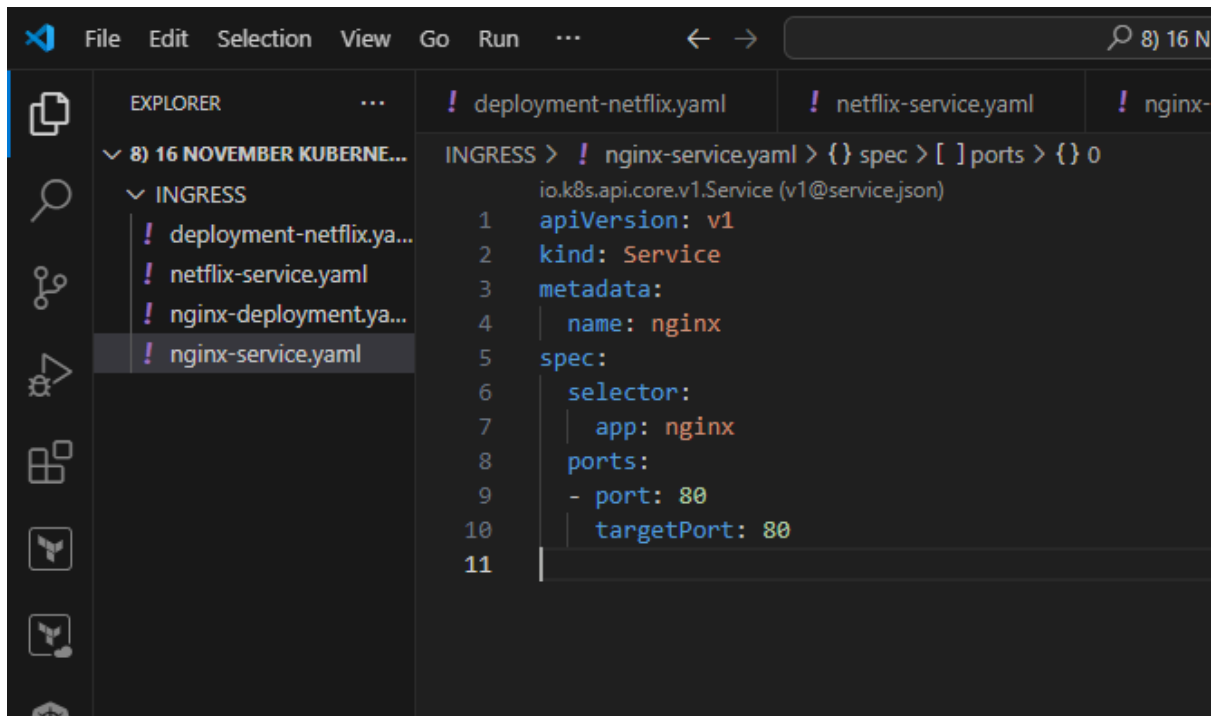 File Edit Selection View Go Run ··· ← → 8) 16 N
EXPLORER ···
8) 16 NOVEMBER KUBERNE...
INGRESS
! deployment-netflix.ya...
! netflix-service.yaml
! nginx-deployment.ya...
! nginx-service.yaml
! deployment-netflix.yaml ! netflix-service.yaml ! nginx-
INGRESS > ! nginx-service.yaml > {} spec > [ ] ports > {} 0
io.k8s.api.core.v1.Service (v1@service.json)
1 apiVersion: v1
2 kind: Service
3 metadata:
4   name: nginx
5 spec:
6   selector:
7     app: nginx
8   ports:
9   - port: 80
10     targetPort: 80
11